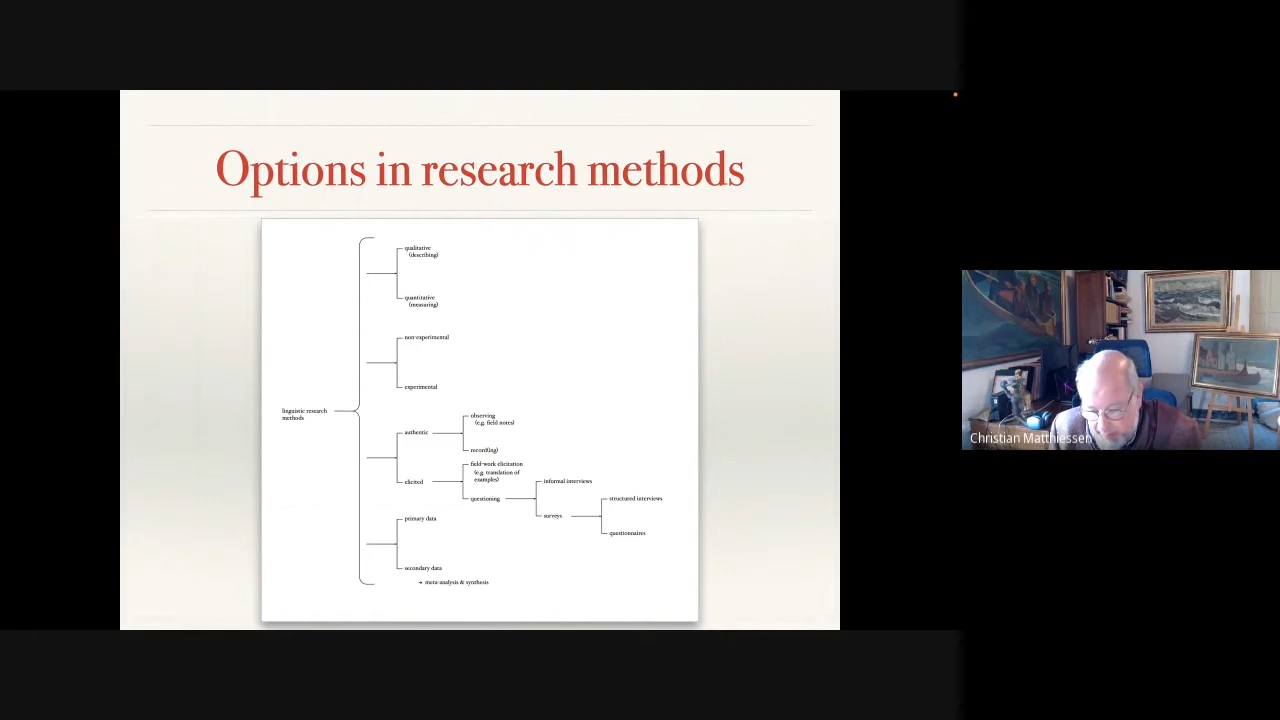 Options in research methods
qualitative
(describing)
quantitative
(measuring)
non-experimental
experimental
linguistic research
methods
authentic
observing
(e.g. field notes)
record(ing)
elicited
field-work elicitation
(e.g. translation of
examples)
questioning
informal interviews
surveys
structured interviews
questionnaires
primary data
secondary data
→ meta-analysis & synthesis
Christian Matthiessen